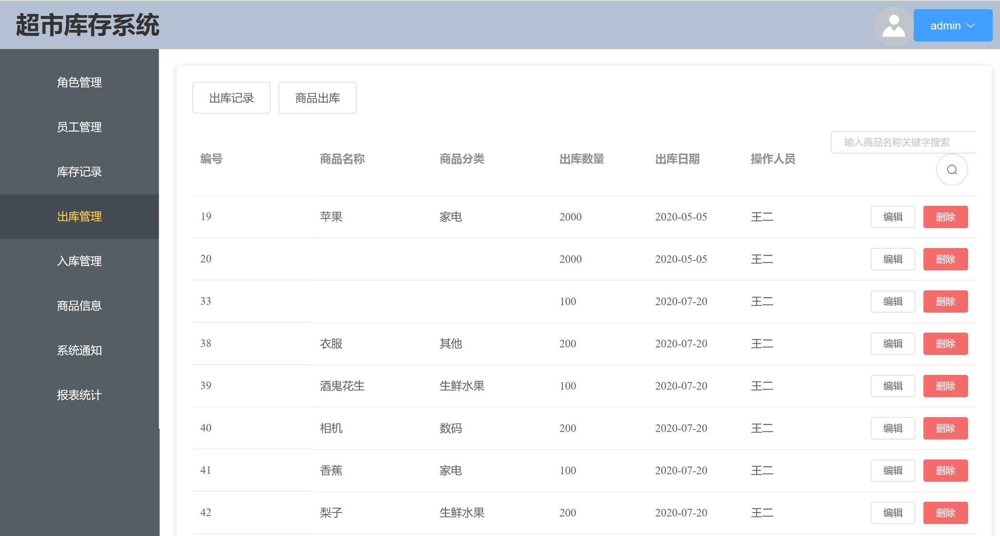 超市库存系统
admin
角色管理
员工管理
库存记录
出库管理
入库管理
商品信息
系统通知
报表统计
出库记录 商品出库
输入商品名称关键字搜索
编号 商品名称 商品分类 出库数量 出库日期 操作人员
19 苹果 家电 2000 2020-05-05 王二 编辑 删除
20 2000 2020-05-05 王二 编辑 删除
33 100 2020-07-20 王二 编辑 删除
38 衣服 其他 200 2020-07-20 王二 编辑 删除
39 酒鬼花生 生鲜水果 100 2020-07-20 王二 编辑 删除
40 相机 数码 200 2020-07-20 王二 编辑 删除
41 香蕉 家电 100 2020-07-20 王二 编辑 删除
42 梨子 生鲜水果 200 2020-07-20 王二 编辑 删除